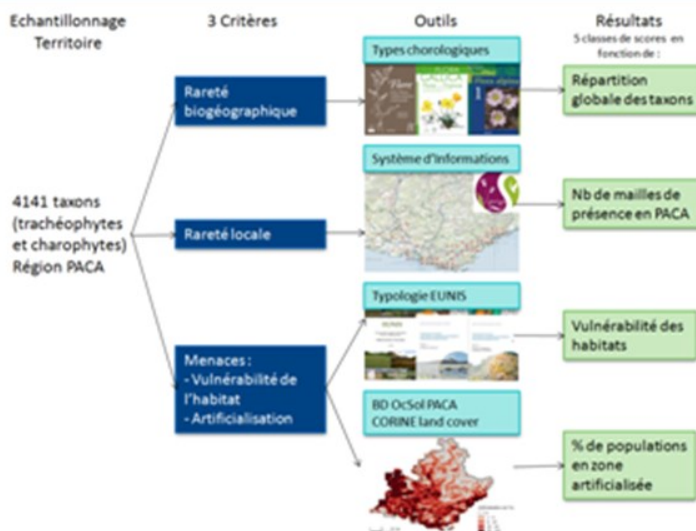 Echantillonnage
Territoire
3 Critères
Outils
Résultats
5 classes de scores en
fonction de :
4141 taxons
(trachéophytes
et charophytes)
Région PACA
Rareté
biogéographique
Types chorologiques
Répartition
globale des taxons
Rareté locale
Système d'Informations
Nb de mailles de
présence en PACA
Menaces :
- Vulnérabilité de
l'habitat
- Artificialisation
Typologie EUNIS
Vulnérabilité des
habitats
BD OcSol PACA
CORINE land cover
% de populations
en zone
artificialisée